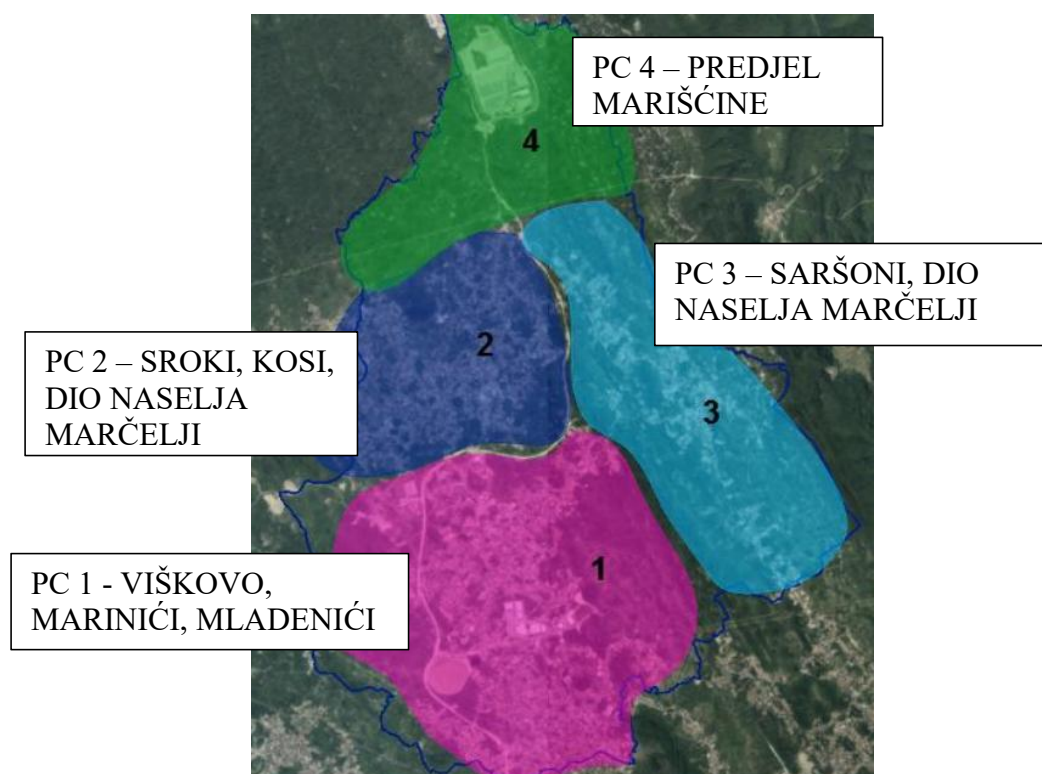 PC 4 – PREDJEL
MARIŠĆINE
4
PC 3 – SARŠONI, DIO
NASELJA MARČELJI
2
PC 2 – SROKI, KOSI,
DIO NASELJA
MARČELJI
3
1
PC 1 - VIŠKOVO,
MARINIĆI, MLADENIĆI